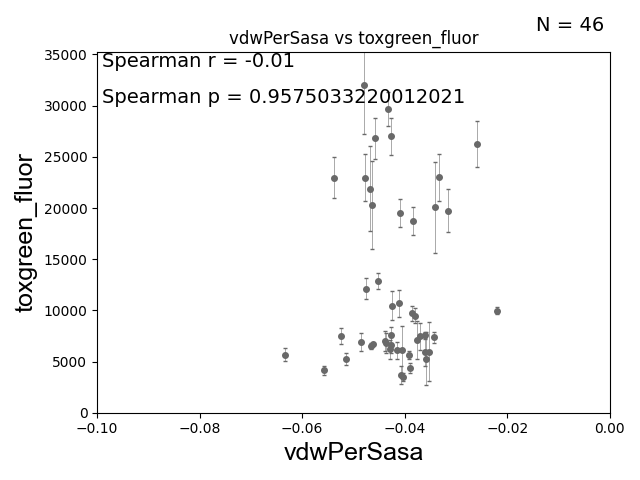 N = 46
vdwPerSasa vs toxgreen_fluor
Spearman r = -0.01
Spearman p = 0.9575033220012021
toxgreen_fluor
35000
30000
25000
20000
15000
10000
5000
0
−0.10 −0.08 −0.06 −0.04 −0.02 0.00
vdwPerSasa